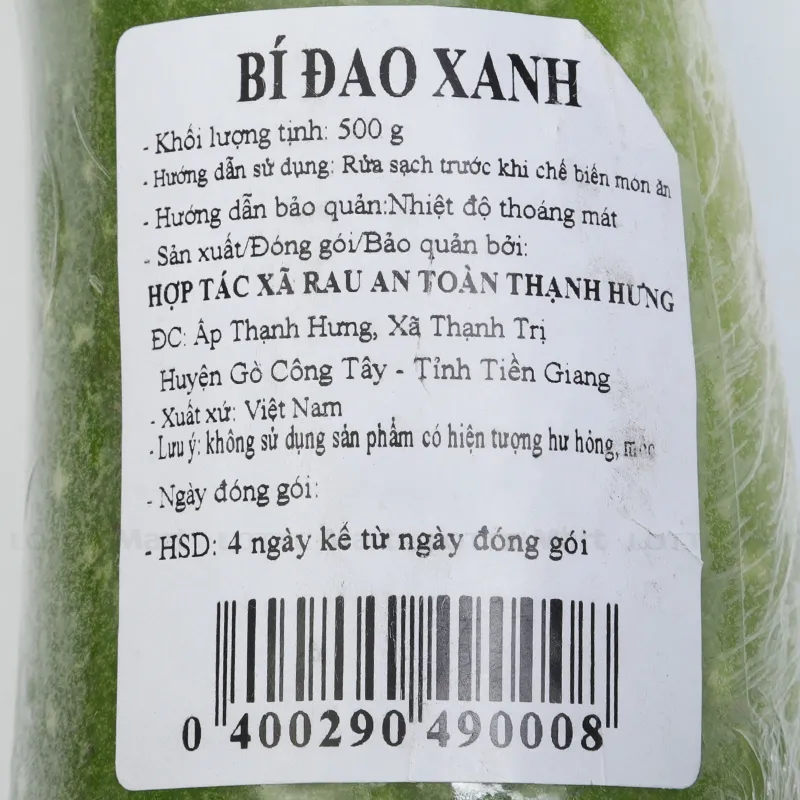 BÍ ĐAO XANH
- Khối lượng tịnh: 500 g
- Hướng dẫn sử dụng: Rửa sạch trước khi chế biến món ăn
- Hướng dẫn bảo quản:Nhiệt độ thoáng mát
- Sản xuất/Đóng gói/Bảo quản bởi:
HỢP TÁC XÃ RAU AN TOÀN THẠNH HƯNG
ĐC: Ấp Thạnh Hưng, Xã Thạnh Trị
Huyện Gò Công Tây - Tỉnh Tiền Giang
- Xuất xứ: Việt Nam
- Lưu ý: không sử dụng sản phẩm có hiện tượng hư hỏng, mốc
- Ngày đóng gói:
- HSD: 4 ngày kể từ ngày đóng gói
0 400290 490008